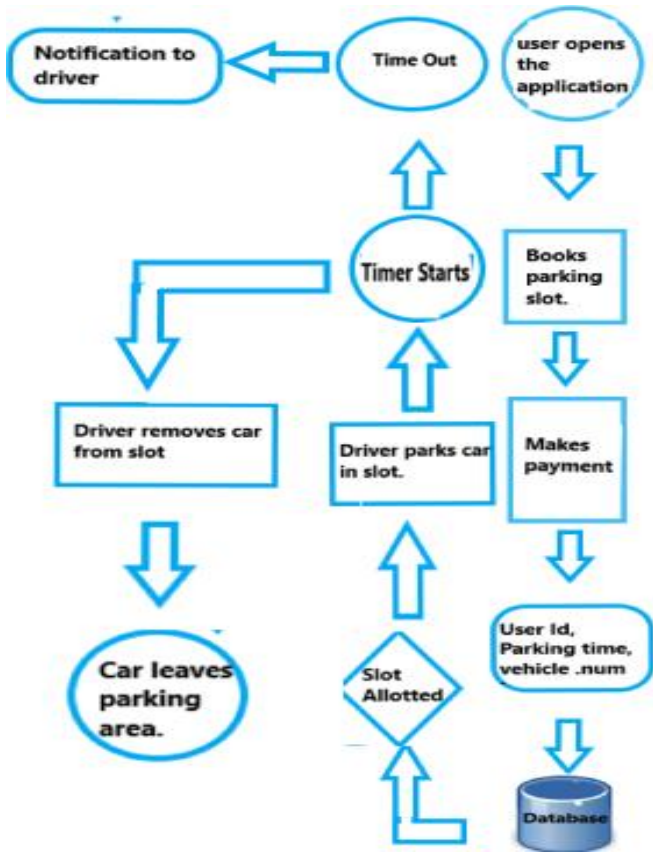 Notification to
driver
Time Out
user opens
the
application
Timer Starts
Books
parking
slot.
Driver removes car
from slot
Driver parks car
in slot.
Makes
payment
Car leaves
parking
area.
Slot
Allotted
User Id,
Parking time,
vehicle .num
Database